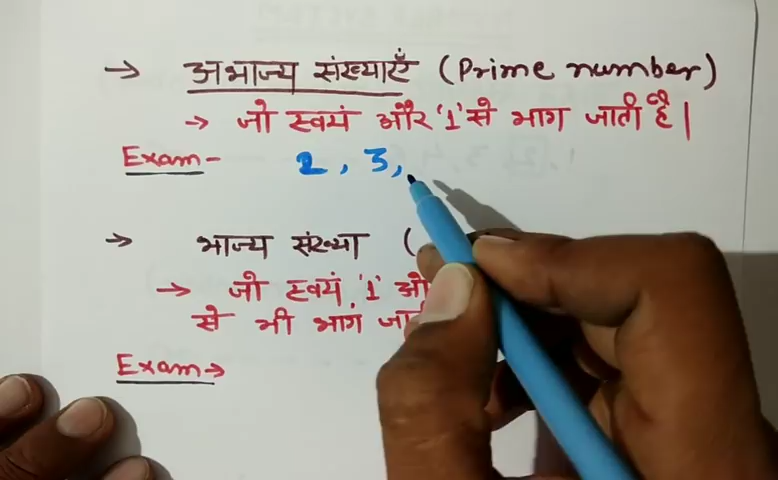 → अभाज्य संख्याएँ (Prime number)
→ जो स्वयं और '1' से भाग जाती है |
Exam- 2, 3,
→ भाज्य संख्या (
→ जो स्वयं, '1'
से भी भाग
Exam→